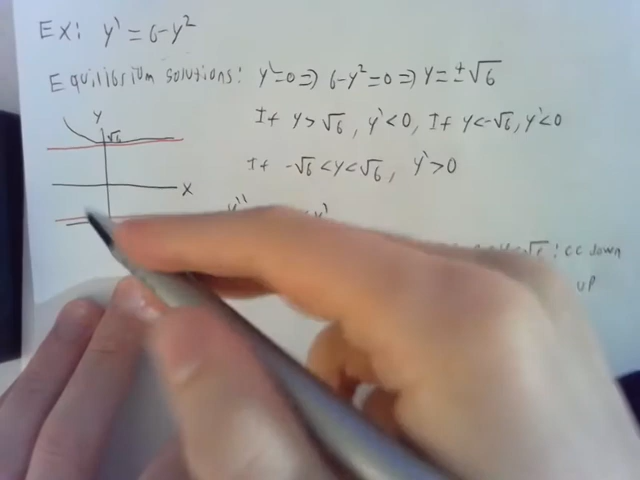 Ex: y' = 6-y²
Equilibrium solutions: y'=0 => 6-y²=0 => y=±√6
If y>√6, y'<0, If y<-√6, y'<0
If -√6<y<√6, y'>0
y
√6
x
y''
√6: cc down
up